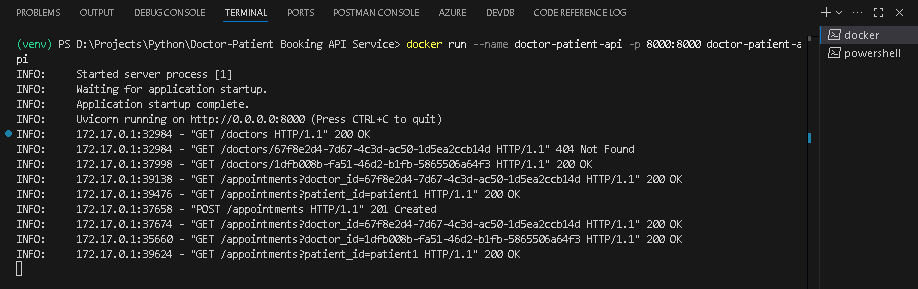 PROBLEMS OUTPUT DEBUG CONSOLE TERMINAL PORTS POSTMAN CONSOLE AZURE DEVDB CODE REFERENCE LOG
(venv) PS D:\Projects\Python\Doctor-Patient Booking API Service> docker run --name doctor-patient-api -p 8000:8000 doctor-patient-a
pi
INFO: Started server process [1]
INFO: Waiting for application startup.
INFO: Application startup complete.
INFO: Uvicorn running on http://0.0.0.0:8000 (Press CTRL+C to quit)
INFO: 172.17.0.1:32984 - "GET /doctors HTTP/1.1" 200 OK
INFO: 172.17.0.1:32984 - "GET /doctors/67f8e2d4-7d67-4c3d-ac50-1d5ea2ccb14d HTTP/1.1" 404 Not Found
INFO: 172.17.0.1:37998 - "GET /doctors/1dfb008b-fa51-46d2-b1fb-5865506a64f3 HTTP/1.1" 200 OK
INFO: 172.17.0.1:39138 - "GET /appointments?doctor_id=67f8e2d4-7d67-4c3d-ac50-1d5ea2ccb14d HTTP/1.1" 200 OK
INFO: 172.17.0.1:39476 - "GET /appointments?patient_id=patient1 HTTP/1.1" 200 OK
INFO: 172.17.0.1:37658 - "POST /appointments HTTP/1.1" 201 Created
INFO: 172.17.0.1:37674 - "GET /appointments?doctor_id=67f8e2d4-7d67-4c3d-ac50-1d5ea2ccb14d HTTP/1.1" 200 OK
INFO: 172.17.0.1:35660 - "GET /appointments?doctor_id=1dfb008b-fa51-46d2-b1fb-5865506a64f3 HTTP/1.1" 200 OK
INFO: 172.17.0.1:39624 - "GET /appointments?patient_id=patient1 HTTP/1.1" 200 OK
docker
powershell